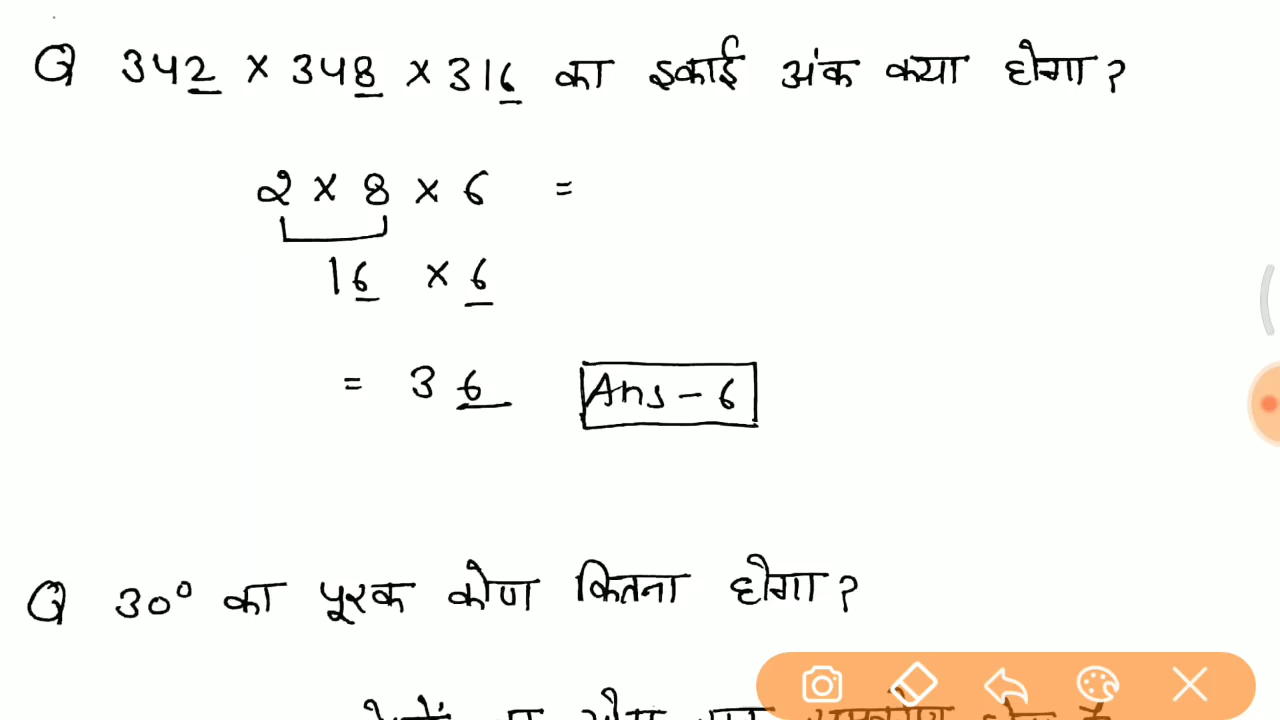 Q 342 × 348 × 316 का इकाई अंक क्या होगा?
2 × 8 × 6 =
16 × 6
= 36 Ans - 6
Q 30° का पूरक कोण कितना होगा?